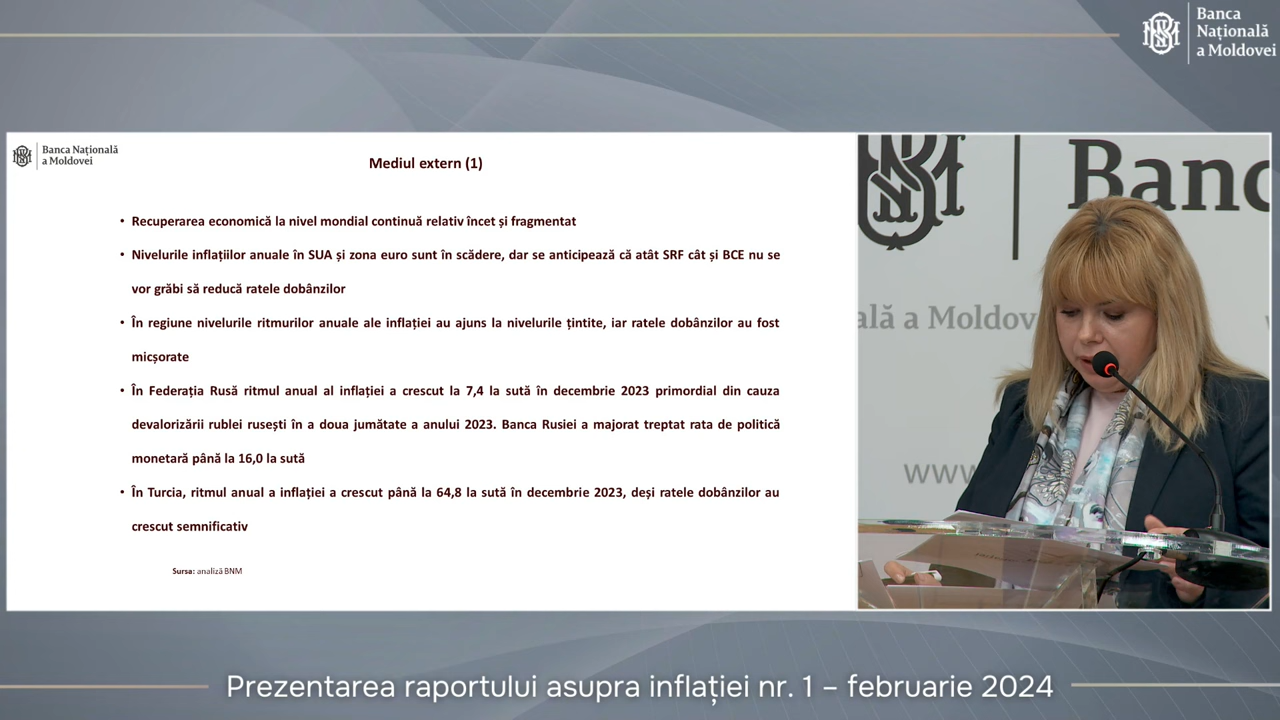 Banca
Națională
a Moldovei
Banca Națională
a Moldovei
Mediul extern (1)
• Recuperarea economică la nivel mondial continuă relativ încet și fragmentat
• Nivelurile inflațiilor anuale în SUA și zona euro sunt în scădere, dar se anticipează că atât SRF cât și BCE nu se
vor grăbi să reducă ratele dobânzilor
• În regiune nivelurile ritmurilor anuale ale inflației au ajuns la nivelurile țintite, iar ratele dobânzilor au fost
micșorate
• În Federația Rusă ritmul anual al inflației a crescut la 7,4 la sută în decembrie 2023 primordial din cauza
devalorizării rublei rusești în a doua jumătate a anului 2023. Banca Rusiei a majorat treptat rata de politică
monetară până la 16,0 la sută
• În Turcia, ritmul anual a inflației a crescut până la 64,8 la sută în decembrie 2023, deși ratele dobânzilor au
crescut semnificativ
Sursa: analiză BNM
Banc
ală a Moldov
www
Prezentarea raportului asupra inflației nr. 1 – februarie 2024